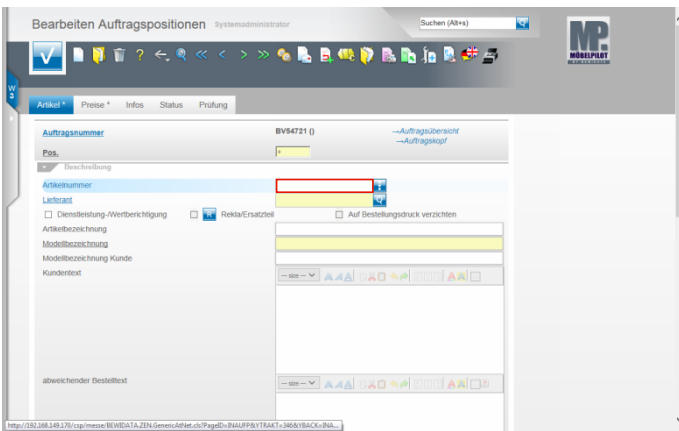 Bearbeiten Auftragspositionen Systemadministrator
Suchen (Alt+s)
MP
MÖBELPILOT
Artikel * Preise * Infos Status Prüfung
Auftragsnummer BV54721 () →Auftragsübersicht
→Auftragskopf
Pos. +
Beschreibung
Artikelnummer
Lieferant
Dienstleistung-/Wertberichtigung R Rekla/Ersatzteil Auf Bestellungsdruck verzichten
Artikelbezeichnung
Modellbezeichnung
Modellbezeichnung Kunde
Kundentext -- size --
abweichender Bestelltext -- size --
http://192.168.149.170/csp/messe/BEWIDATA.ZEN.GenericAtNet.cls?PageID=INAUFP&YTRAKT=346&YBACK=INA...